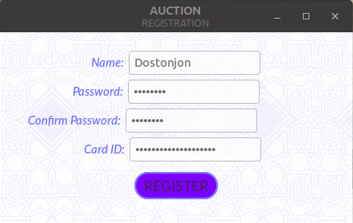 AUCTION
REGISTRATION
Name: Dostonjon
Password: ••••••••
Confirm Password: ••••••••
Card ID: ••••••••••••••••••••
REGISTER